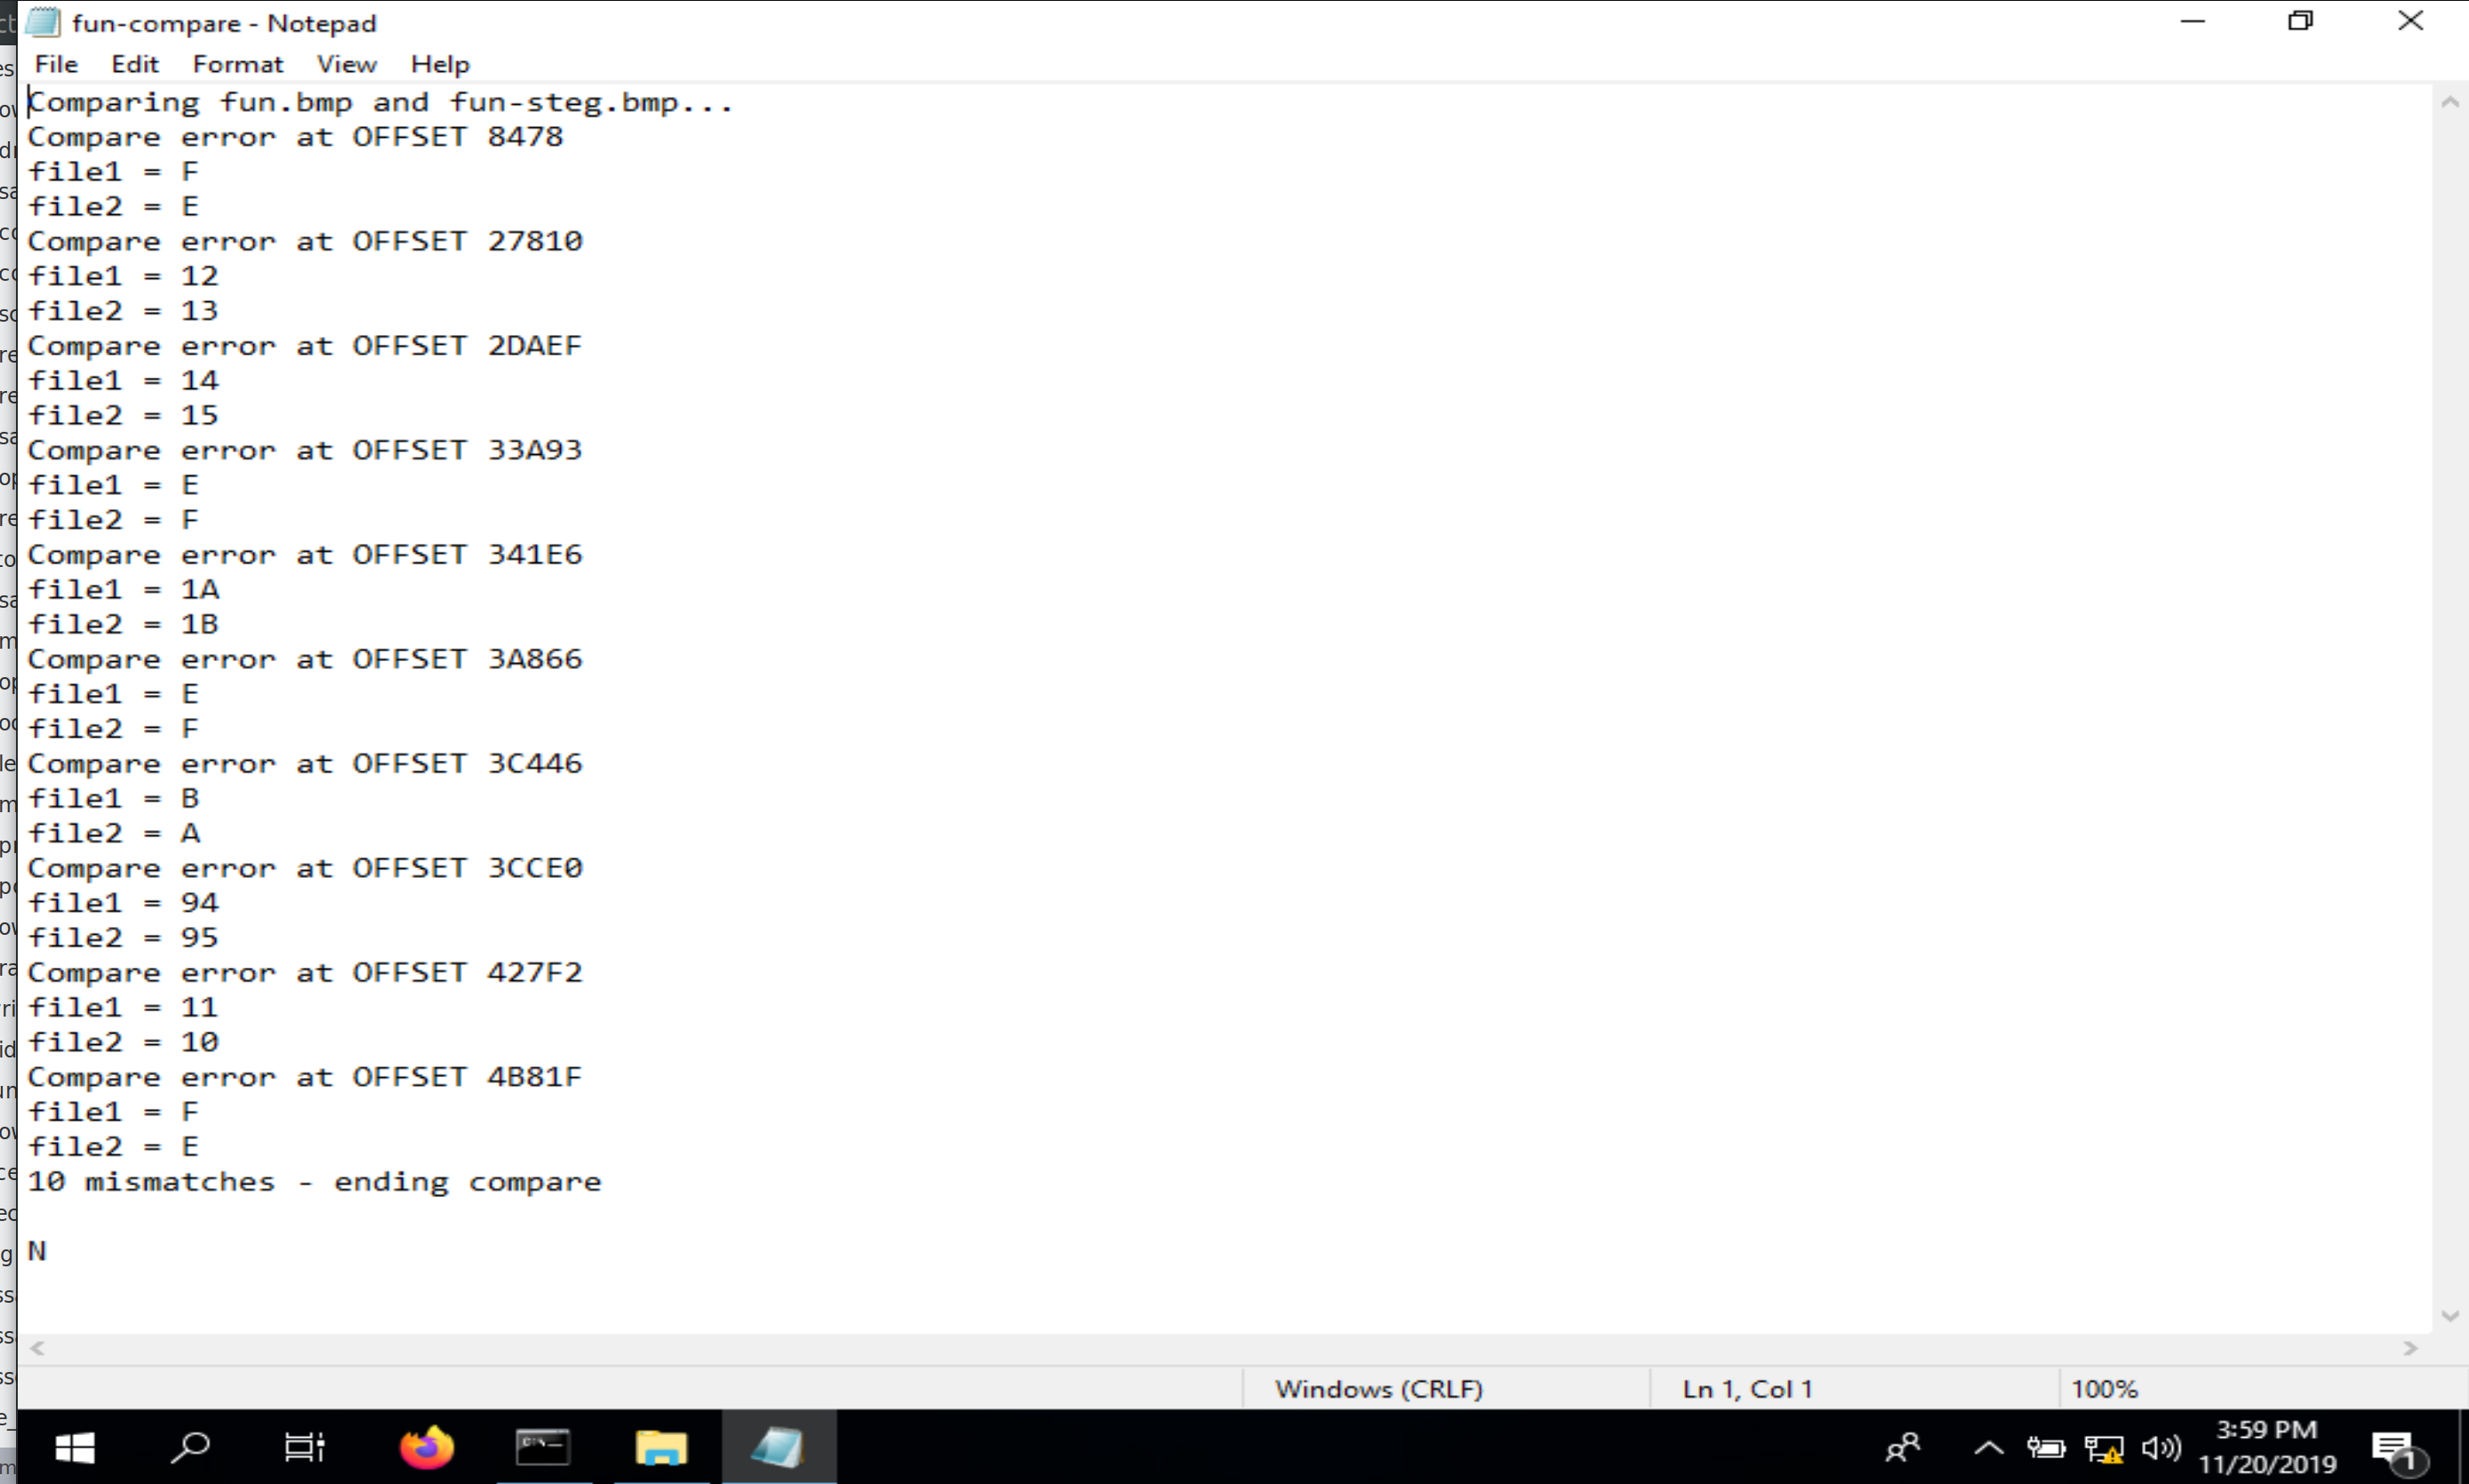 fun-compare - Notepad
File Edit Format View Help
Comparing fun.bmp and fun-steg.bmp...
Compare error at OFFSET 8478
file1 = F
file2 = E
Compare error at OFFSET 27810
file1 = 12
file2 = 13
Compare error at OFFSET 2DAEF
file1 = 14
file2 = 15
Compare error at OFFSET 33A93
file1 = E
file2 = F
Compare error at OFFSET 341E6
file1 = 1A
file2 = 1B
Compare error at OFFSET 3A866
file1 = E
file2 = F
Compare error at OFFSET 3C446
file1 = B
file2 = A
Compare error at OFFSET 3CCE0
file1 = 94
file2 = 95
Compare error at OFFSET 427F2
file1 = 11
file2 = 10
Compare error at OFFSET 4B81F
file1 = F
file2 = E
10 mismatches - ending compare
N
Windows (CRLF) Ln 1, Col 1 100%
3:59 PM
11/20/2019
1